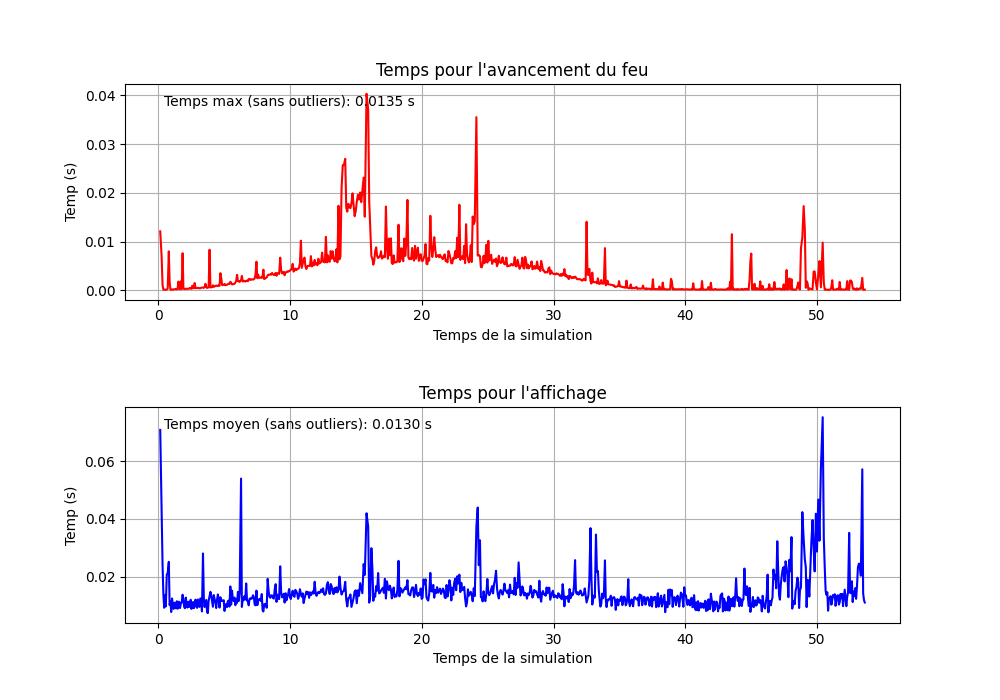 Temps pour l'avancement du feu
Temps max (sans outliers): 0.0135 s
0.04
0.03
0.02
0.01
0.00
Temp (s)
0 10 20 30 40 50
Temps de la simulation
Temps pour l'affichage
Temps moyen (sans outliers): 0.0130 s
0.06
0.04
0.02
Temp (s)
0 10 20 30 40 50
Temps de la simulation